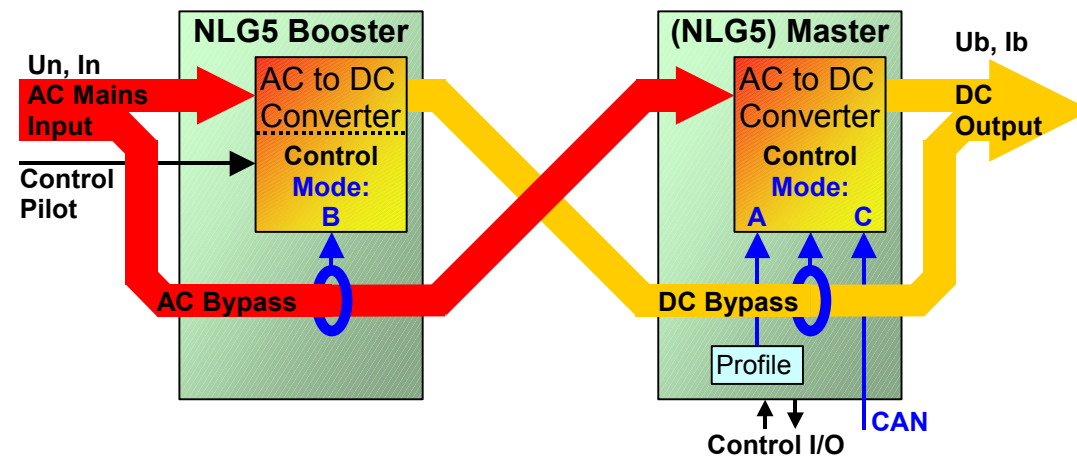 NLG5 Booster
(NLG5) Master
Un, In
AC Mains
Input
Control
Pilot
AC to DC
Converter
Control
Mode:
B
AC Bypass
AC to DC
Converter
Control
Mode:
A
C
DC Bypass
Profile
CAN
Control I/O
Ub, Ib
DC
Output